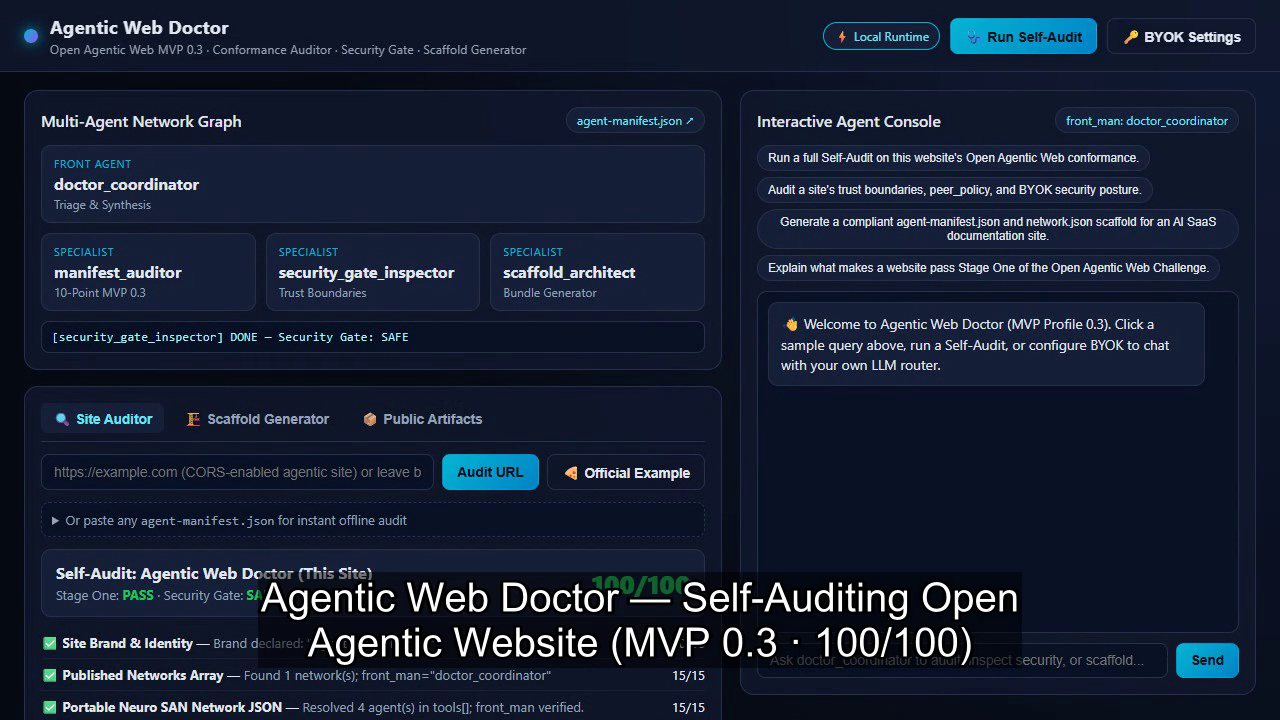 Agentic Web Doctor
Open Agentic Web MVP 0.3 · Conformance Auditor · Security Gate · Scaffold Generator
Local Runtime
Run Self-Audit
BYOK Settings
Multi-Agent Network Graph
agent-manifest.json ↗
FRONT AGENT
doctor_coordinator
Triage & Synthesis
SPECIALIST
manifest_auditor
10-Point MVP 0.3
SPECIALIST
security_gate_inspector
Trust Boundaries
SPECIALIST
scaffold_architect
Bundle Generator
[security_gate_inspector] DONE — Security Gate: SAFE
Site Auditor
Scaffold Generator
Public Artifacts
https://example.com (CORS-enabled agentic site) or leave b
Audit URL
Official Example
Or paste any agent-manifest.json for instant offline audit
Self-Audit: Agentic Web Doctor (This Site)
100/100
Stage One: PASS · Security Gate:
Site Brand & Identity — Brand declared:
Published Networks Array — Found 1 network(s); front_man="doctor_coordinator"
15/15
Portable Neuro SAN Network JSON — Resolved 4 agent(s) in tools[]; front_man verified.
15/15
Interactive Agent Console
front_man: doctor_coordinator
Run a full Self-Audit on this website's Open Agentic Web conformance.
Audit a site's trust boundaries, peer_policy, and BYOK security posture.
Generate a compliant agent-manifest.json and network.json scaffold for an AI SaaS
documentation site.
Explain what makes a website pass Stage One of the Open Agentic Web Challenge.
👋 Welcome to Agentic Web Doctor (MVP Profile 0.3). Click a
sample query above, run a Self-Audit, or configure BYOK to chat
with your own LLM router.
Ask doctor_coordinator to audit, inspect security, or scaffold...
Send
Agentic Web Doctor — Self-Auditing Open
Agentic Website (MVP 0.3 · 100/100)